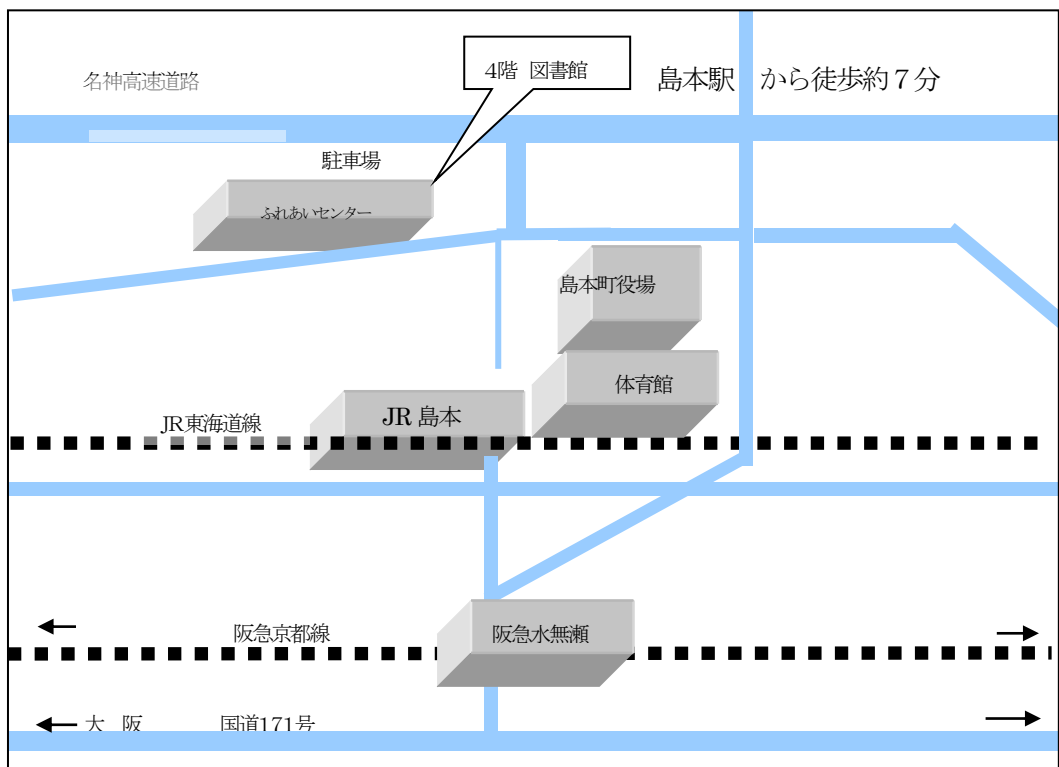 4階 図書館
名神高速道路
島本駅 から徒歩約７分
駐車場
ふれあいセンター
島本町役場
体育館
JR 島本
JR東海道線
阪急京都線
阪急水無瀬
大 阪 国道171号